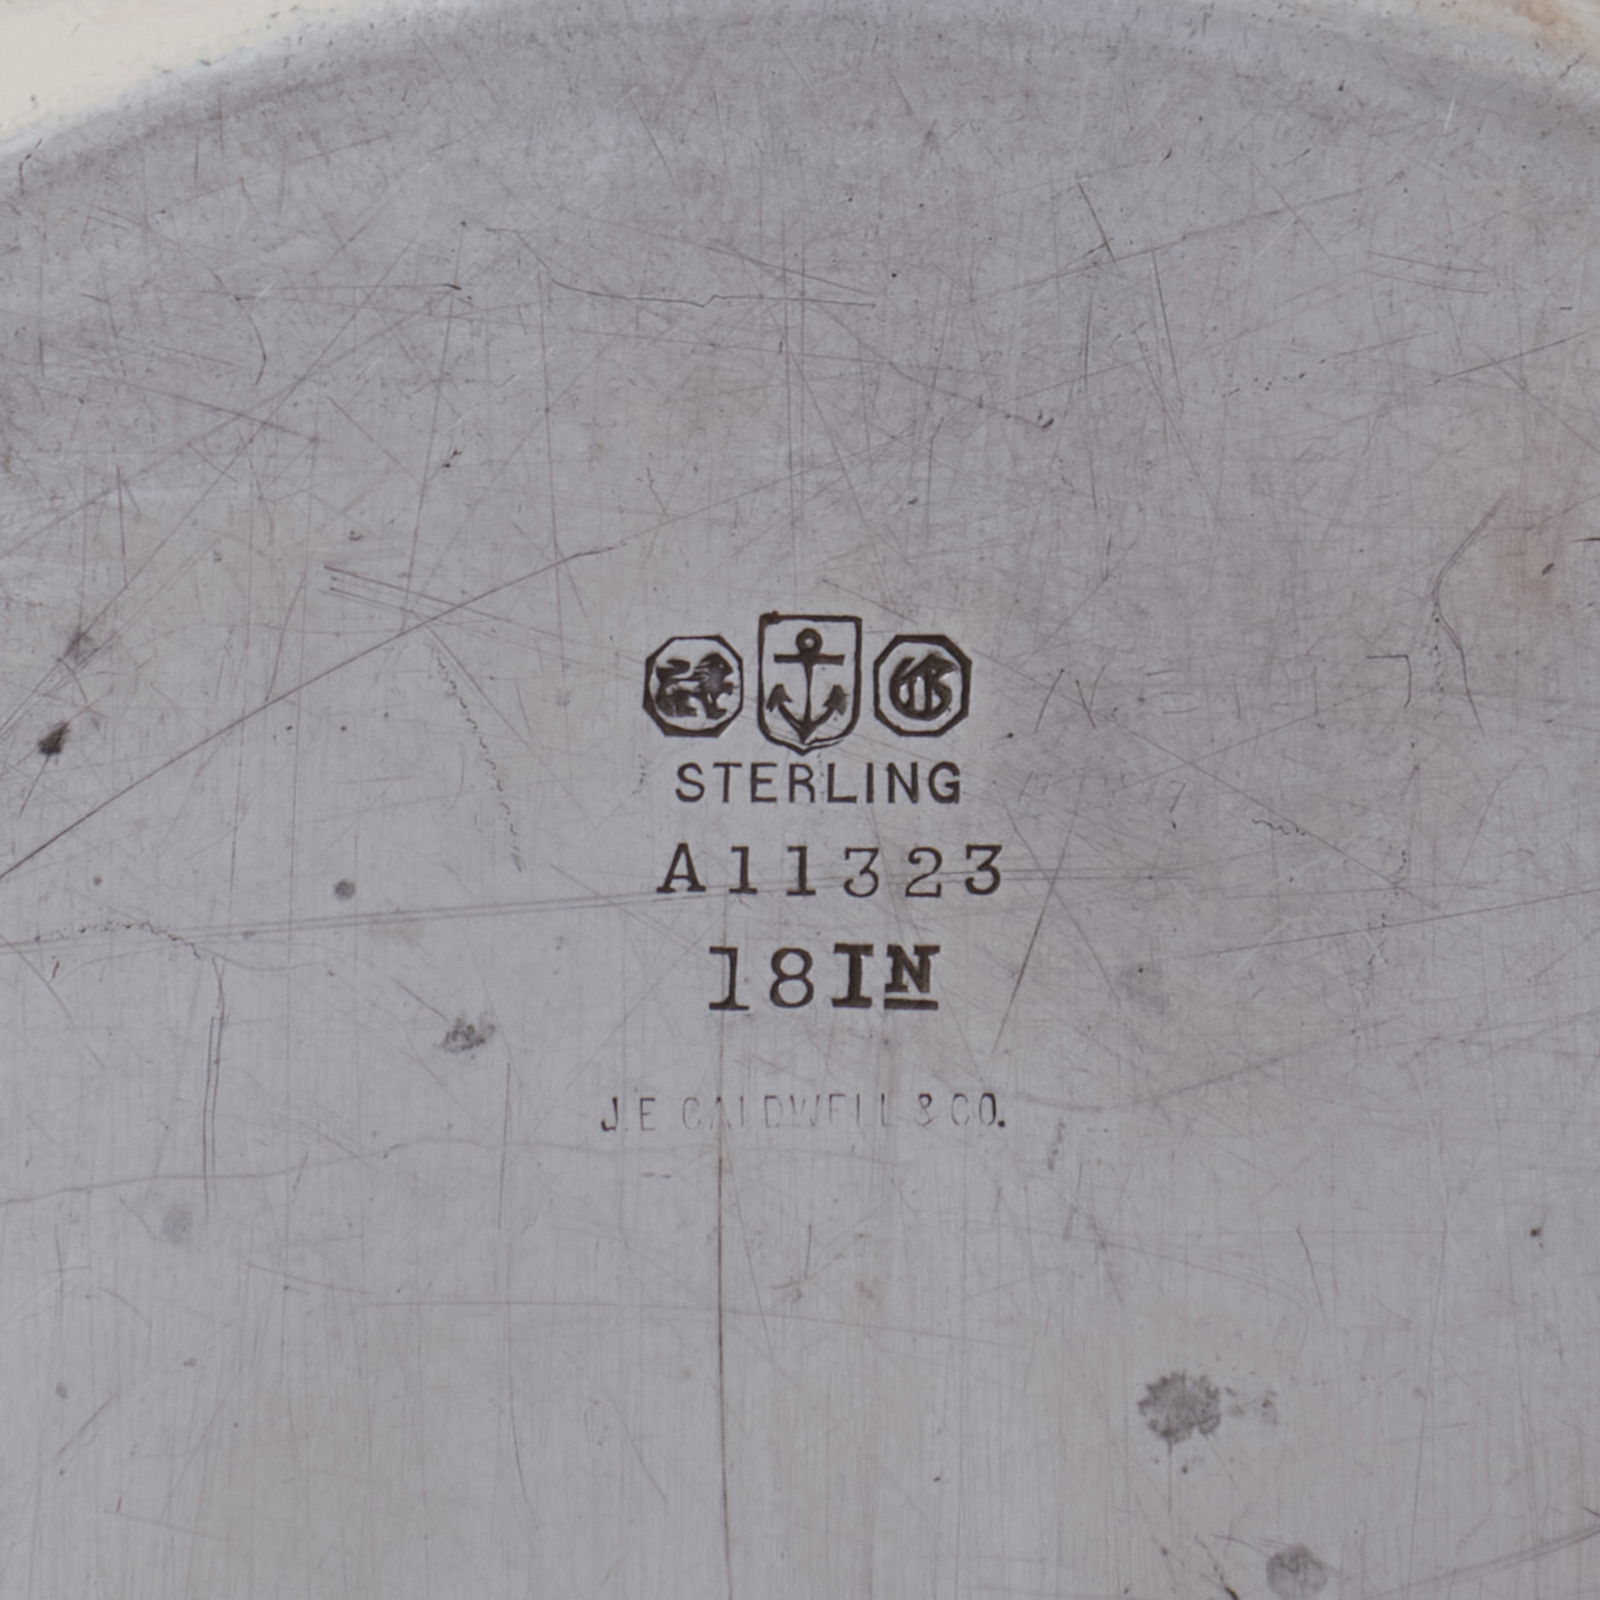 STERLING
A11323
18IN
J.E. CALDWELL & CO.